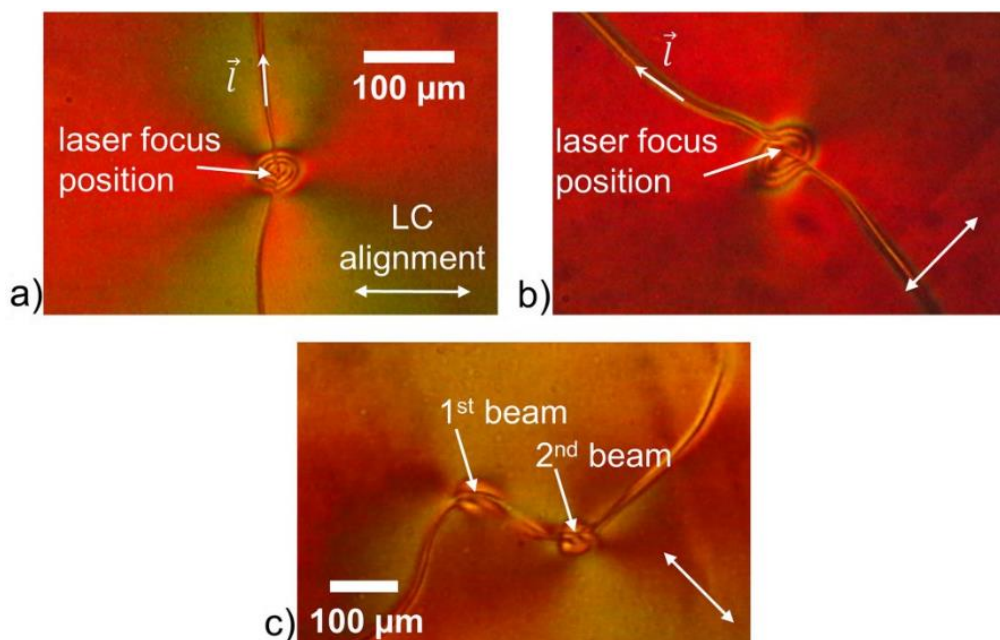 l⃗
100 µm
laser focus
position
LC
alignment
a)
l⃗
laser focus
position
b)
1st beam
2nd beam
100 µm
c)